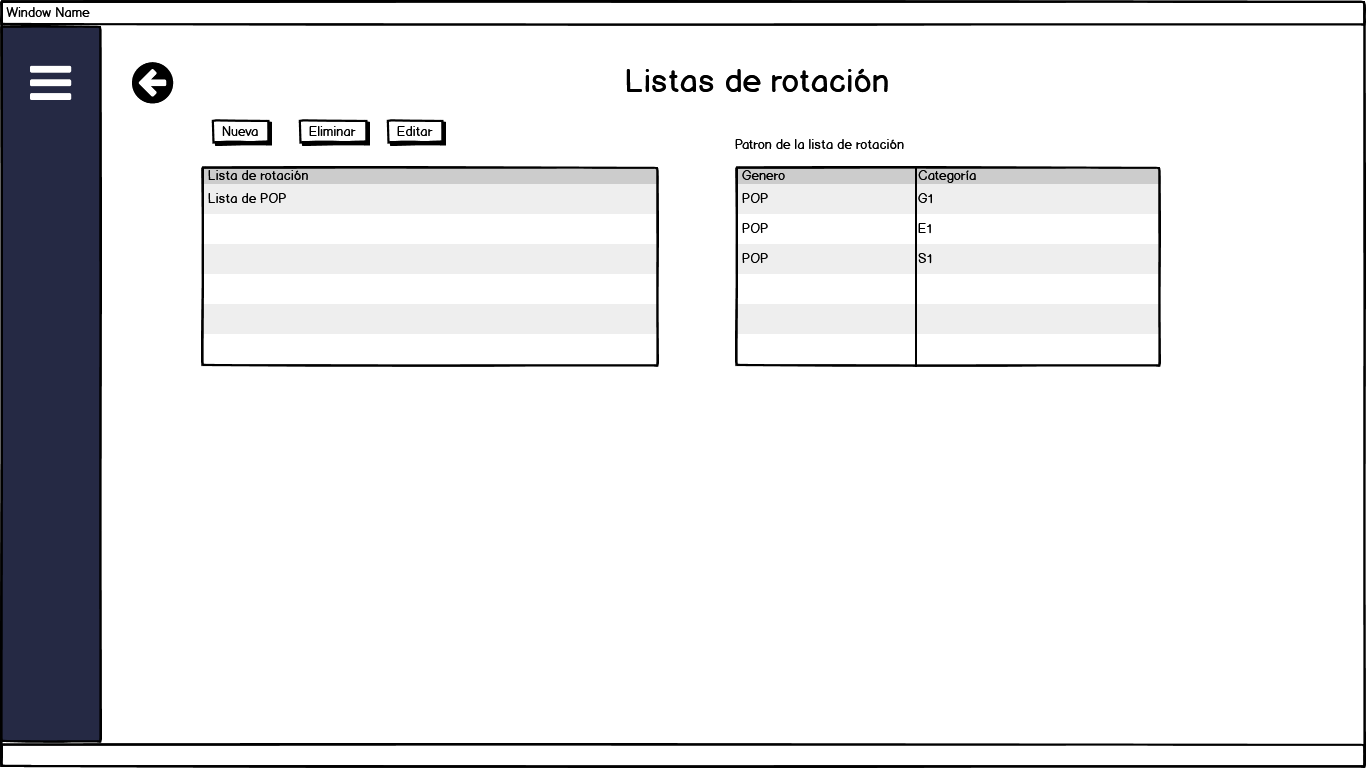 Window Name
Listas de rotación
Nueva
Eliminar
Editar
Patron de la lista de rotación
Lista de rotación
Lista de POP
Genero Categoría
POP G1
POP E1
POP S1